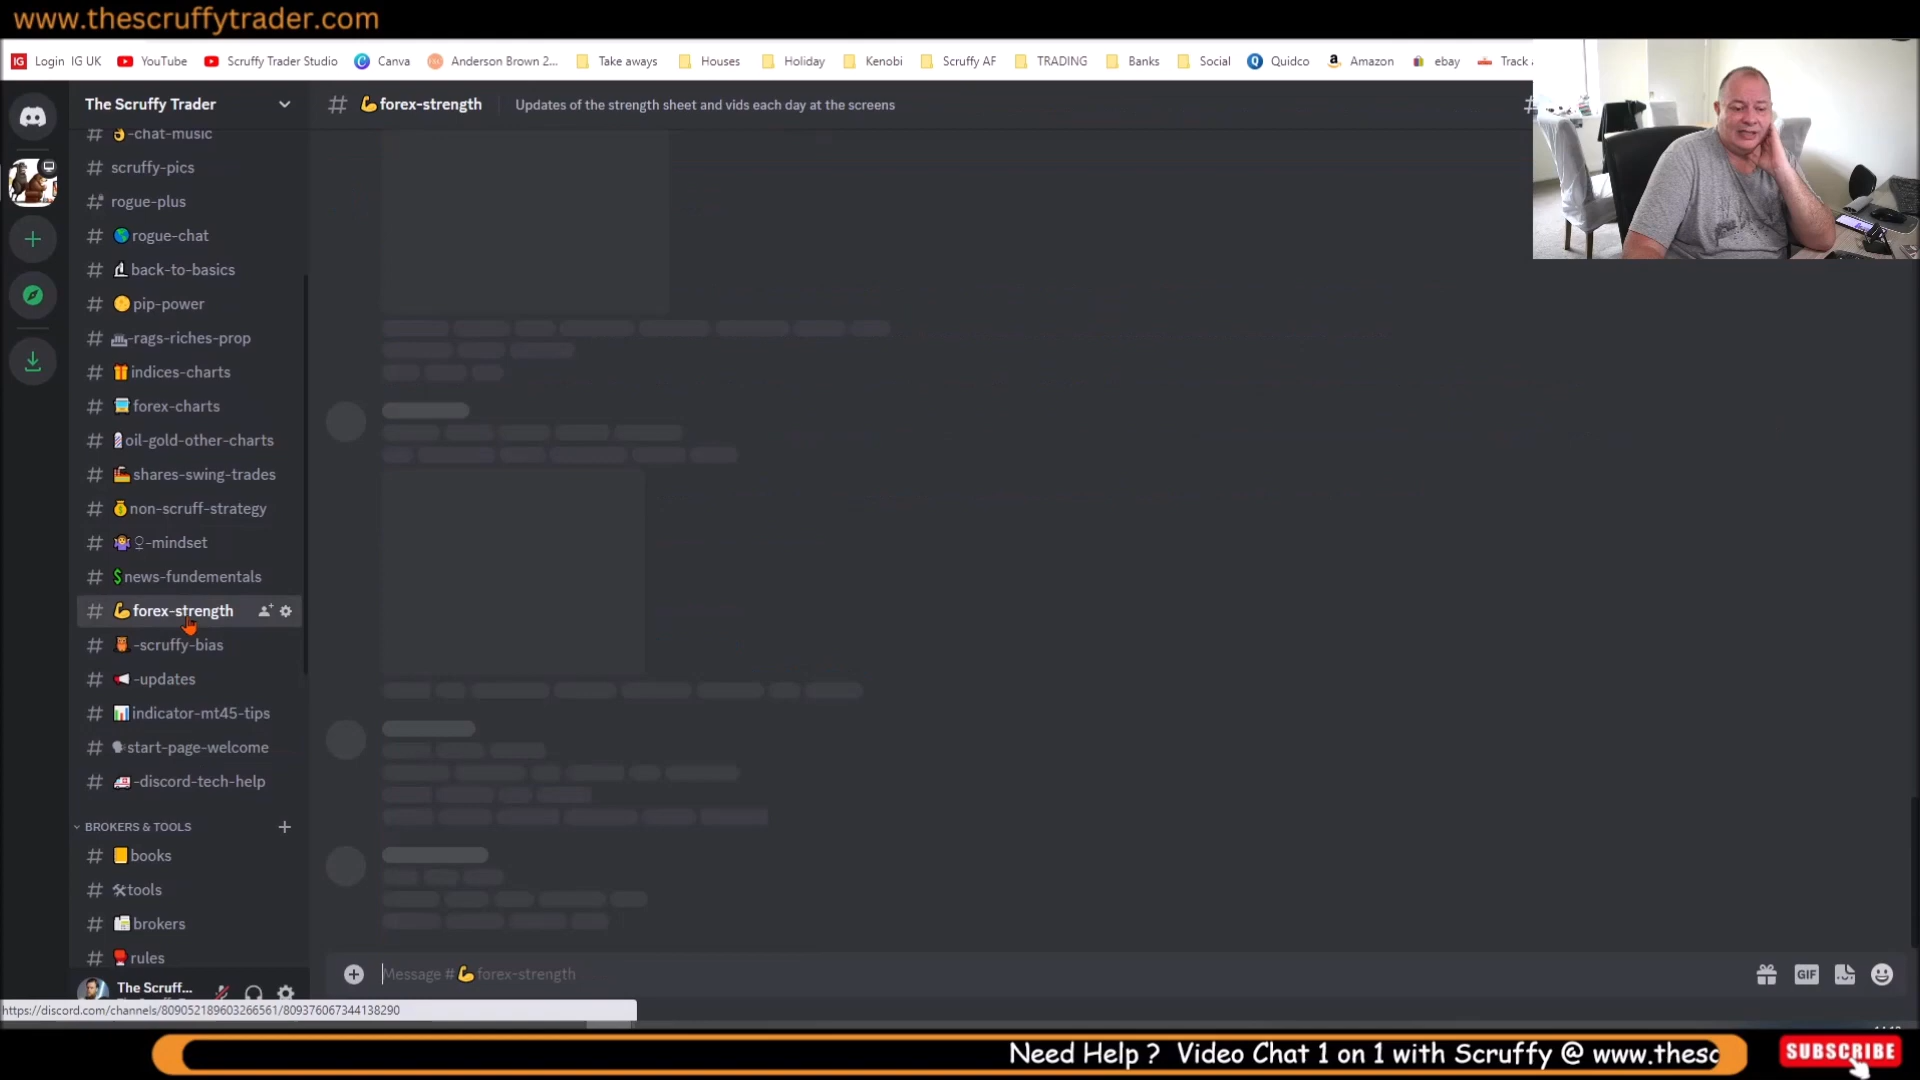 www.thescruffytrader.com
IG Login IG UK YouTube Scruffy Trader Studio Canva Anderson Brown 2... Take aways Houses Holiday Kenobi Scruffy AF TRADING Banks Social Quidco Amazon ebay Track
The Scruffy Trader
# 💪forex-strength Updates of the strength sheet and vids each day at the screens
-chat-music
scruffy-pics
rogue-plus
rogue-chat
back-to-basics
pip-power
-rags-riches-prop
indices-charts
forex-charts
oil-gold-other-charts
shares-swing-trades
non-scruff-strategy
-mindset
news-fundementals
forex-strength
-scruffy-bias
-updates
indicator-mt45-tips
start-page-welcome
-discord-tech-help
BROKERS & TOOLS
books
tools
brokers
rules
Message #💪forex-strength
GIF
The Scruff...
https://discord.com/channels/809052189603266561/809376067344138290
Need Help ? Video Chat 1 on 1 with Scruffy @ www.thesc
SUBSCRIBE